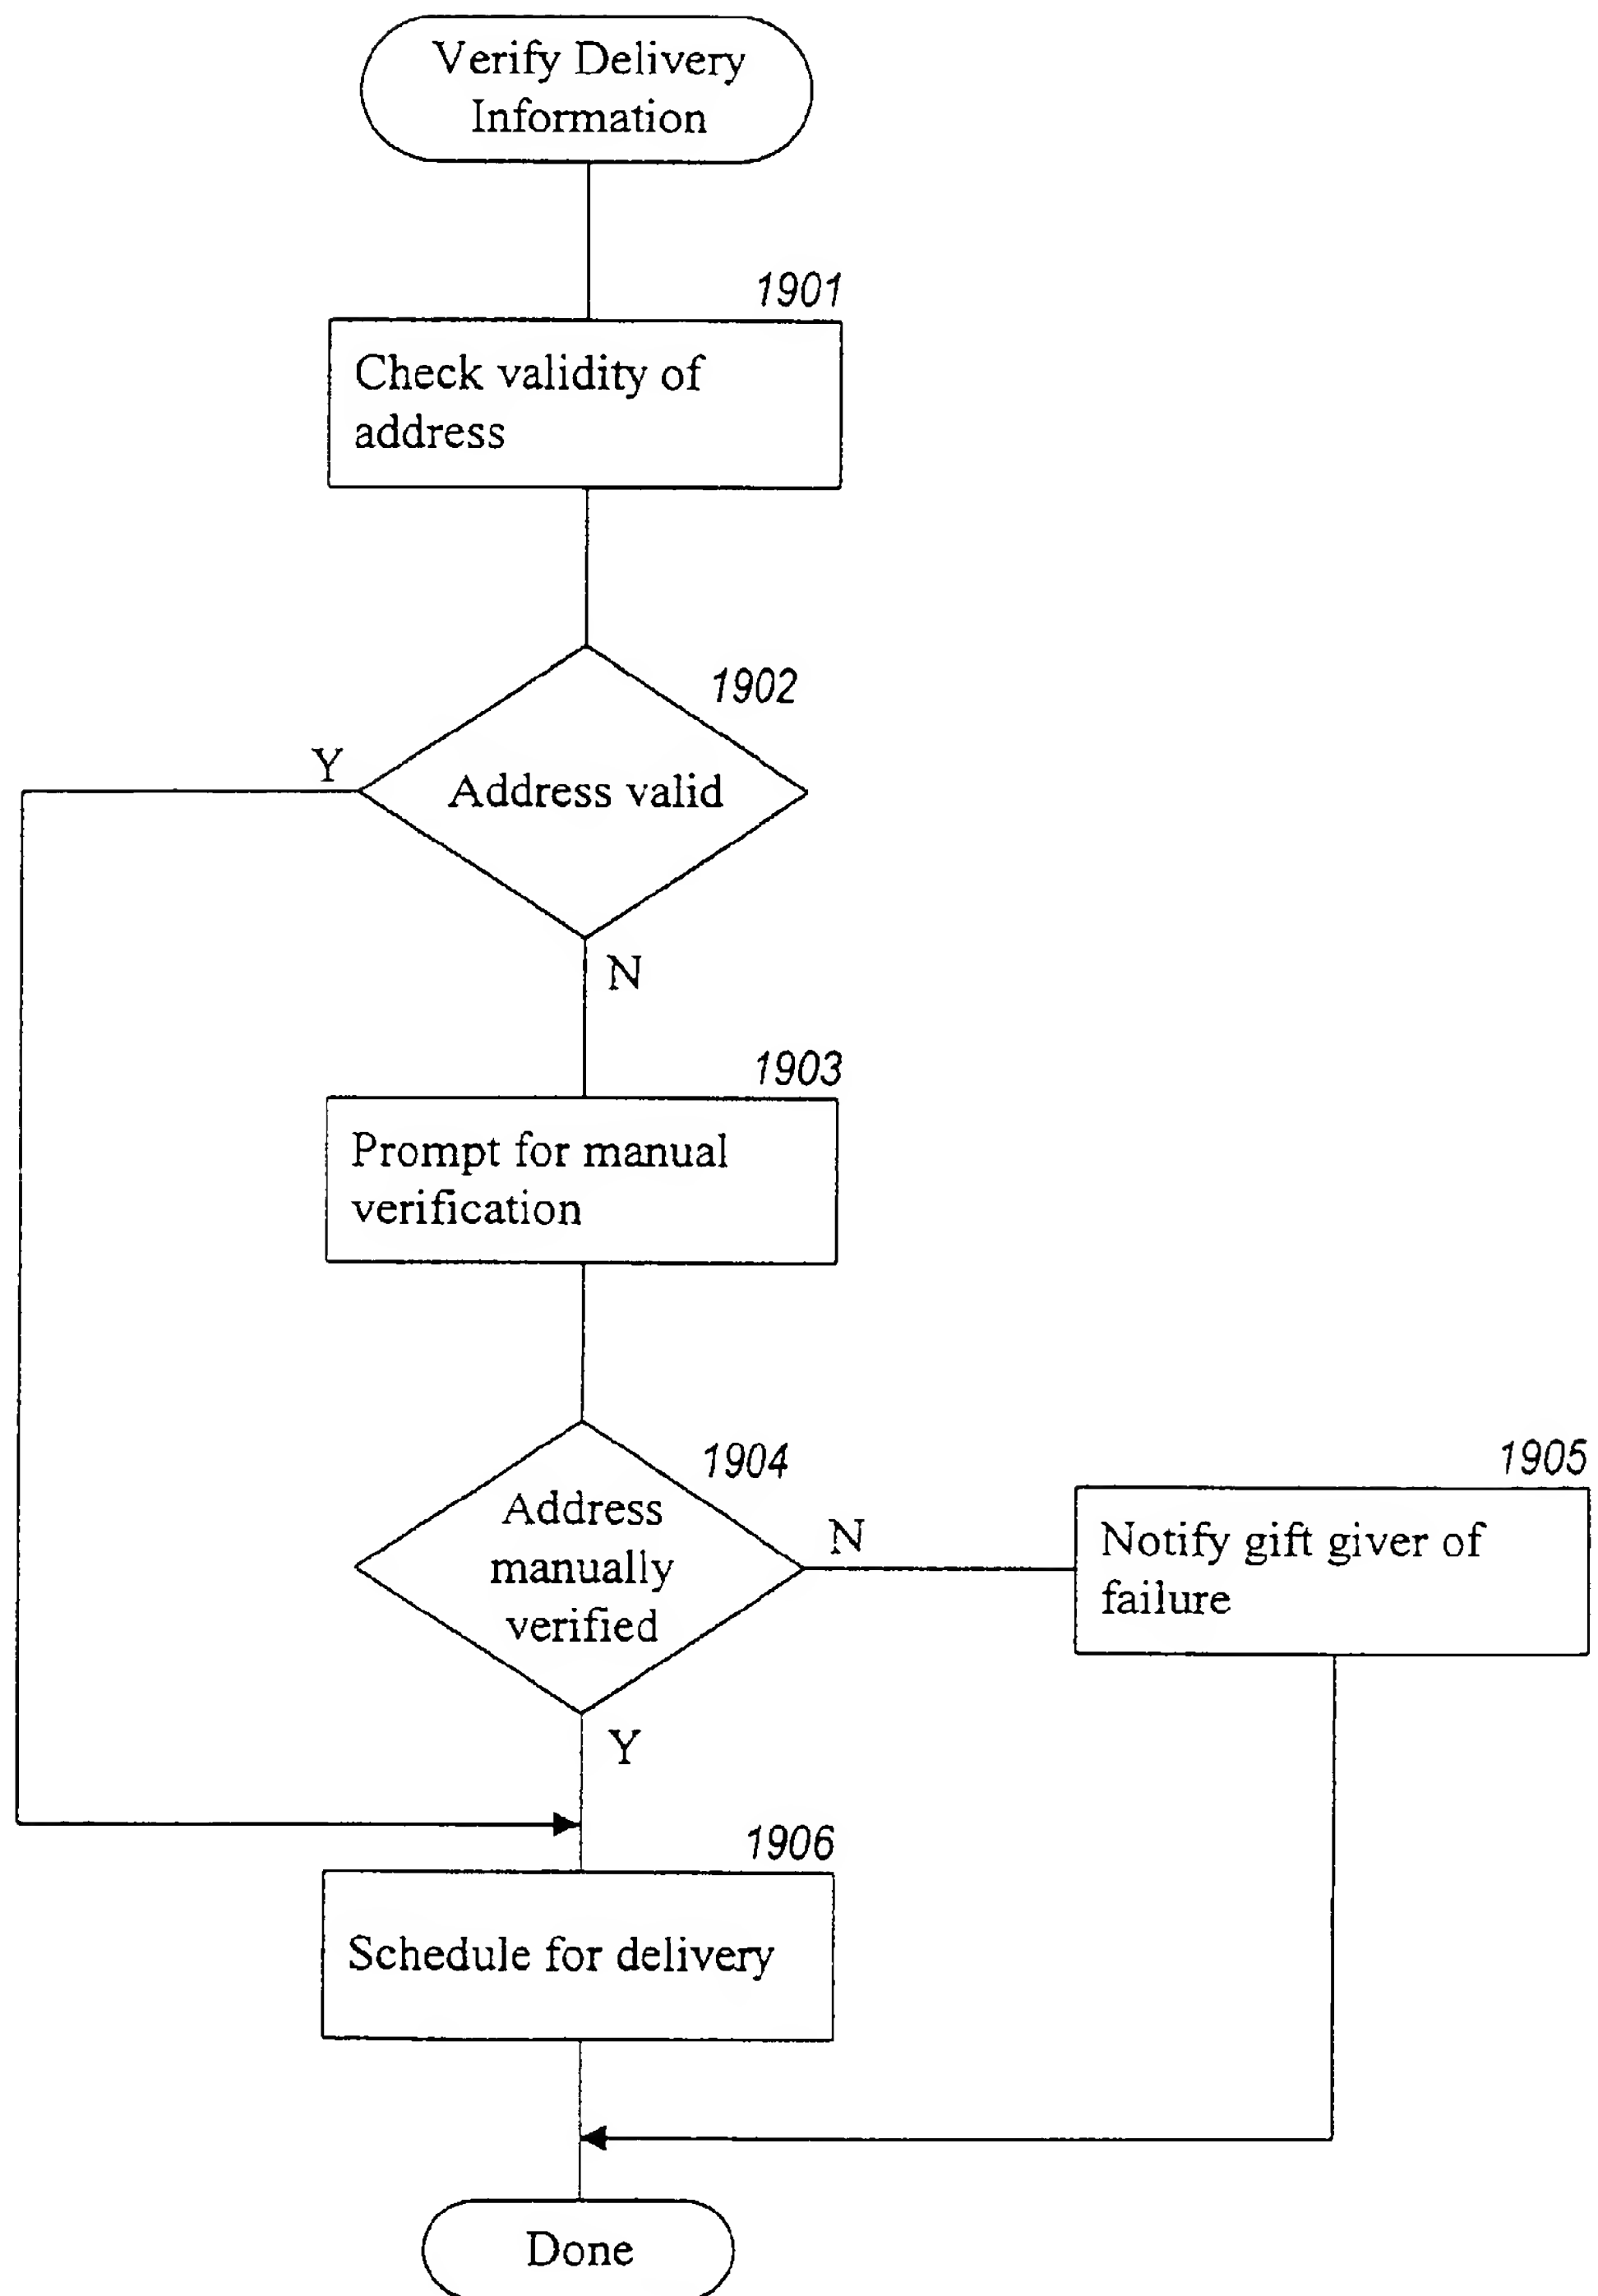 Verify Delivery
Information
1901
Check validity of
address
1902
Y
Address valid
N
1903
Prompt for manual
verification
1904
Address
manually
verified
N
1905
Notify gift giver of
failure
Y
1906
Schedule for delivery
Done